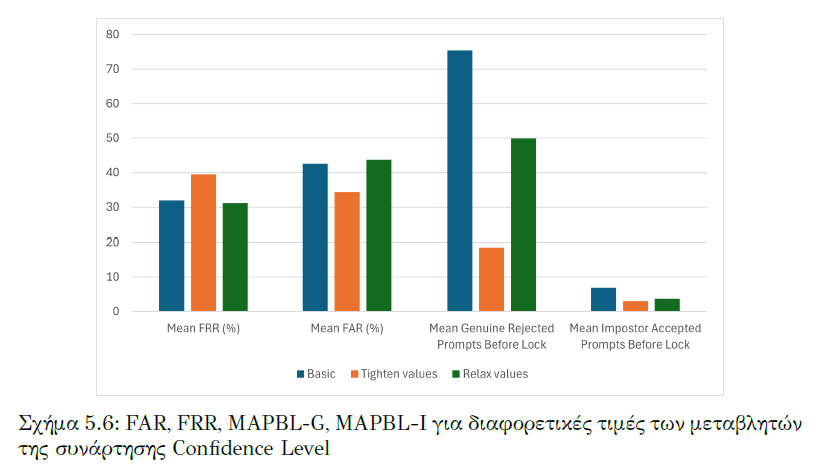 80
70
60
50
40
30
20
10
0
Mean FRR (%)
Mean FAR (%)
Mean Genuine Rejected
Prompts Before Lock
Mean Impostor Accepted
Prompts Before Lock
Basic
Tighten values
Relax values
Σχήμα 5.6: FAR, FRR, MAPBL-G, MAPBL-I για διαφορετικές τιμές των μεταβλητών
της συνάρτησης Confidence Level